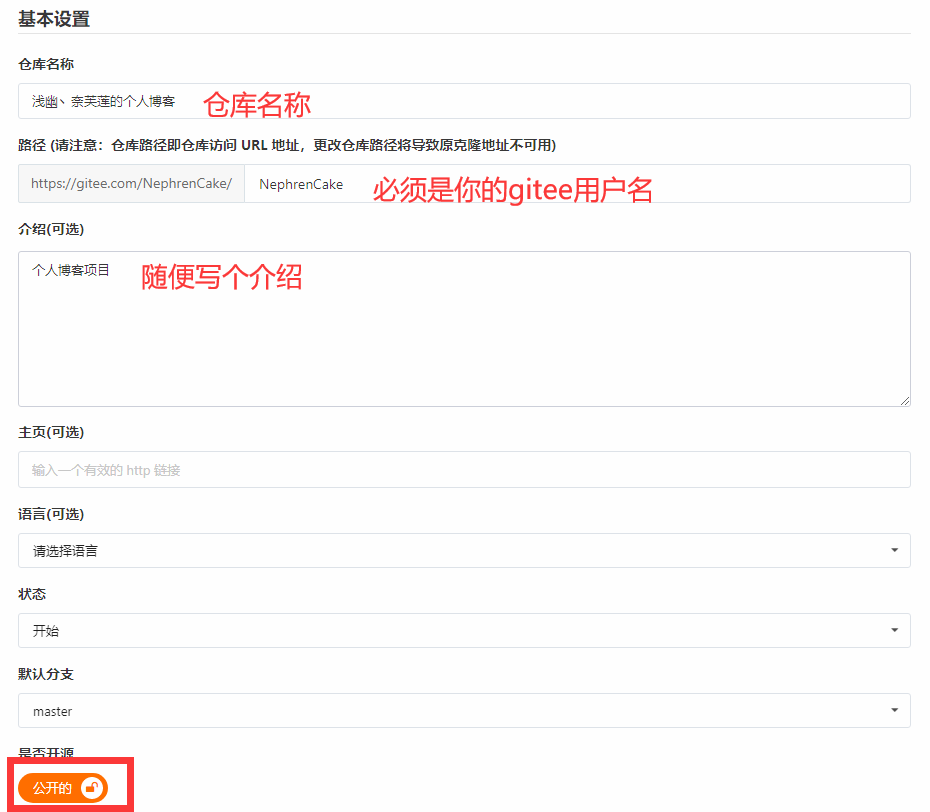 基本设置
仓库名称
浅幽丶奈芙莲的个人博客 仓库名称
路径 (请注意：仓库路径即仓库访问 URL 地址，更改仓库路径将导致原克隆地址不可用)
https://gitee.com/NephrenCake/ NephrenCake 必须是你的gitee用户名
介绍(可选)
个人博客项目 随便写个介绍
主页(可选)
输入一个有效的 http 链接
语言(可选)
请选择语言
状态
开始
默认分支
master
是否开源
公开的